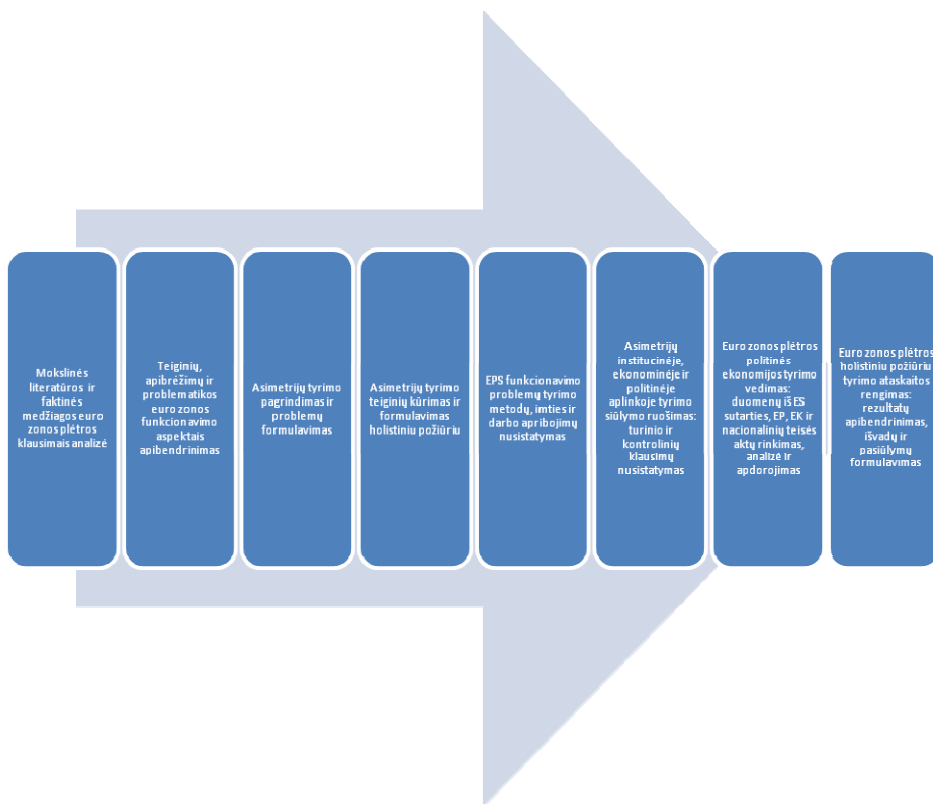 Mokslinės
literatūros ir
faktinės
medžiagos euro
zonos plėtros
klausimais analizė
Teiginių,
apibrėžimų ir
problematikos
euro zonos
funkcionavimo
aspektais
apibendrinimas
Asimetrijų tyrimo
pagrindimas ir
problemų
formulavimas
Asimetrijų tyrimo
teiginių kūrimas ir
formulavimas
holistiniu požiūriu
EPS funkcionavimo
problemų tyrimo
metodų, imties ir
darbo apribojimų
nusistatymas
Asimetrijų
institucinėje,
ekonominėje ir
politinėje
aplinkoje tyrimo
siūlymo ruošimas:
turinio ir
kontrolinių
klausimų
nusistatymas
Euro zonos plėtros
politinės
ekonomijos tyrimo
vedimas:
duomenų iš ES
sutarties, EP, EK ir
nacionalinių teisės
aktų rinkimas,
analizė ir
apdorojimas
Euro zonos plėtros
holistiniu požiūriu
tyrimo ataskaitos
rengimas:
rezultatų
apibendrinimas,
išvadų ir
pasiūlymų
formulavimas